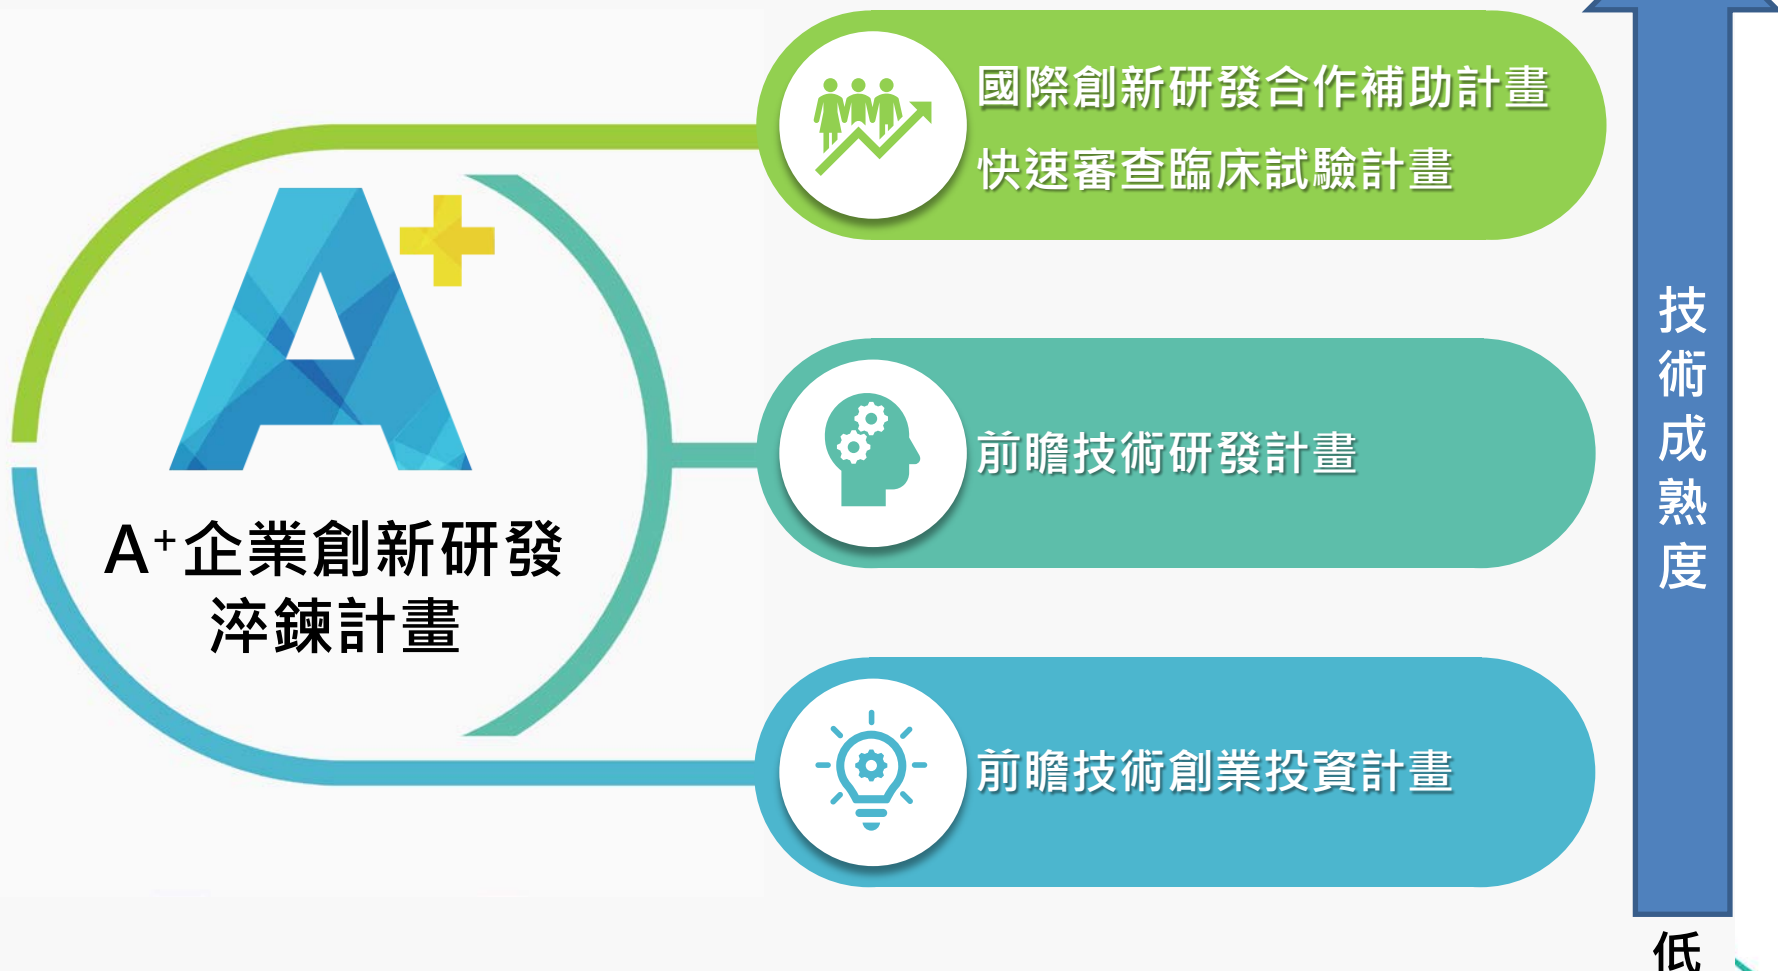 國際創新研發合作補助計畫
快速審查臨床試驗計畫
A+
A+企業創新研發
淬鍊計畫
前瞻技術研發計畫
前瞻技術創業投資計畫
技術成熟度
低